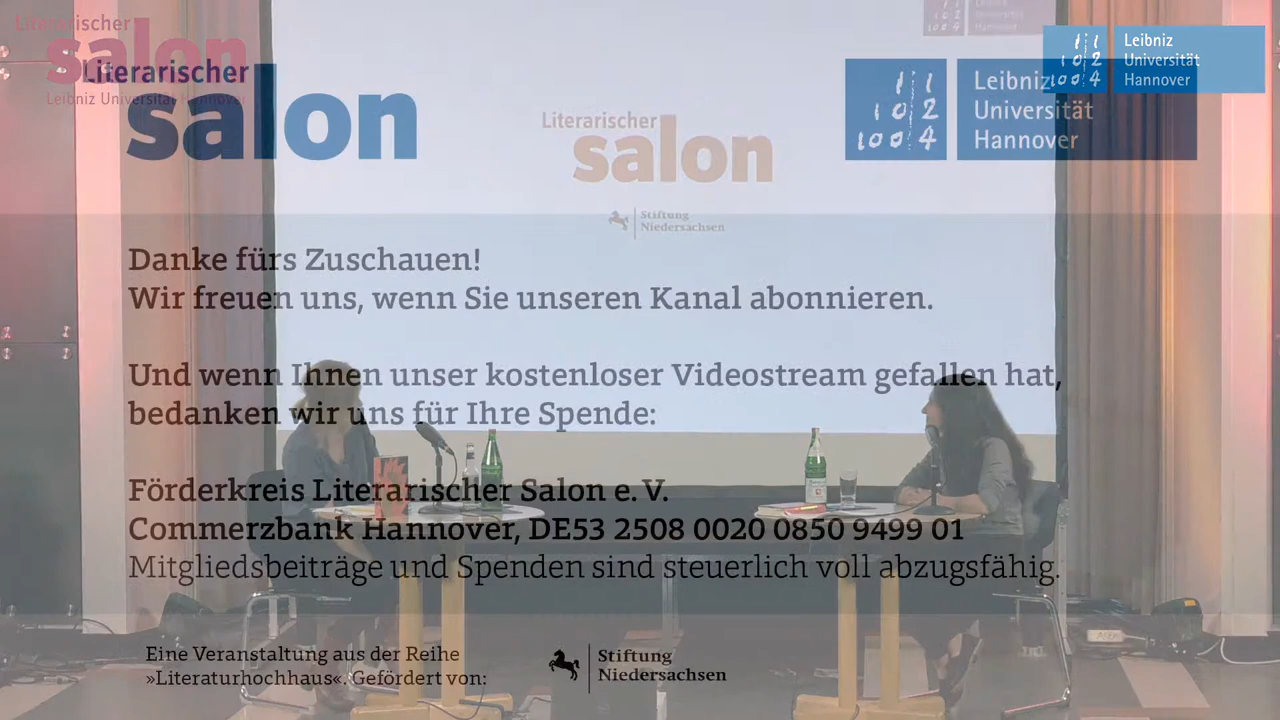 Literarischer
salon
Leibniz Universität Hannover
Literarischer
salon
Literarischer
salon
Stiftung
Niedersachsen
Leibniz
Universität
Hannover
Leibniz
Universität
Hannover
Danke fürs Zuschauen!
Wir freuen uns, wenn Sie unseren Kanal abonnieren.
Und wenn Ihnen unser kostenloser Videostream gefallen hat,
bedanken wir uns für Ihre Spende:
Förderkreis Literarischer Salon e. V.
Commerzbank Hannover, DE53 2508 0020 0850 9499 01
Mitgliedsbeiträge und Spenden sind steuerlich voll abzugsfähig.
Eine Veranstaltung aus der Reihe
»Literaturhochhaus«. Gefördert von:
Stiftung
Niedersachsen